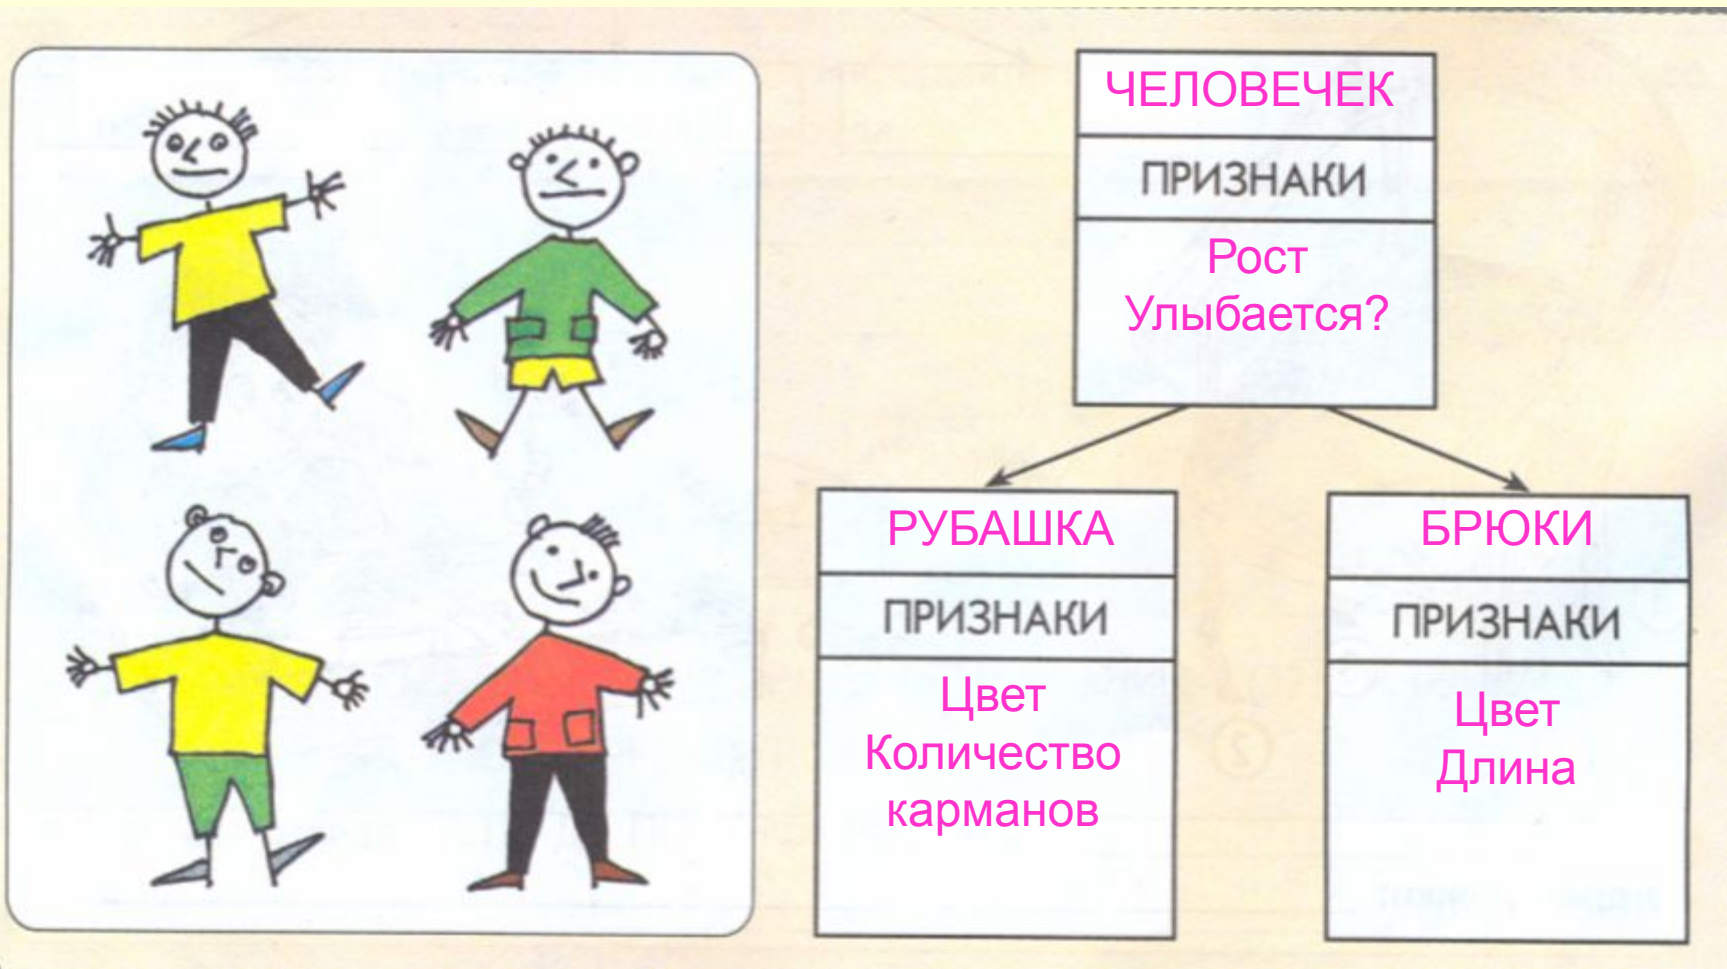 ЧЕЛОВЕЧЕК
ПРИЗНАКИ
Рост
Улыбается?
РУБАШКА
ПРИЗНАКИ
Цвет
Количество
карманов
БРЮКИ
ПРИЗНАКИ
Цвет
Длина